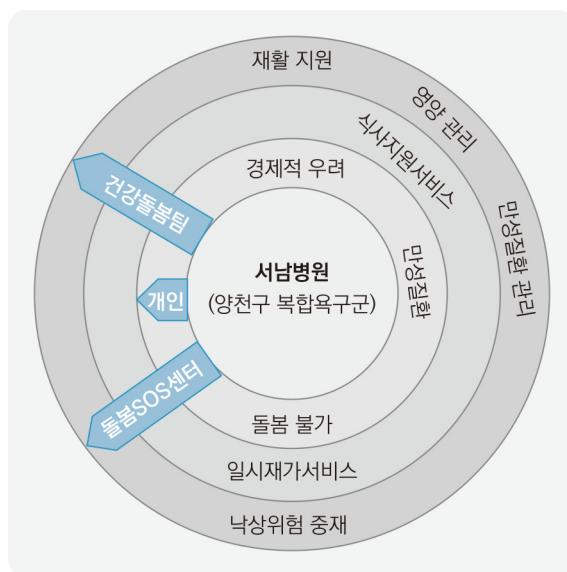 재활 지원
영양 관리
식사지원서비스
경제적 우려
건강돌봄팀
만성질환 관리
만성질환
서남병원
(양천구 복합욕구군)
개인
돌봄SOS센터
돌봄 불가
일시재가서비스
낙상위험 중재